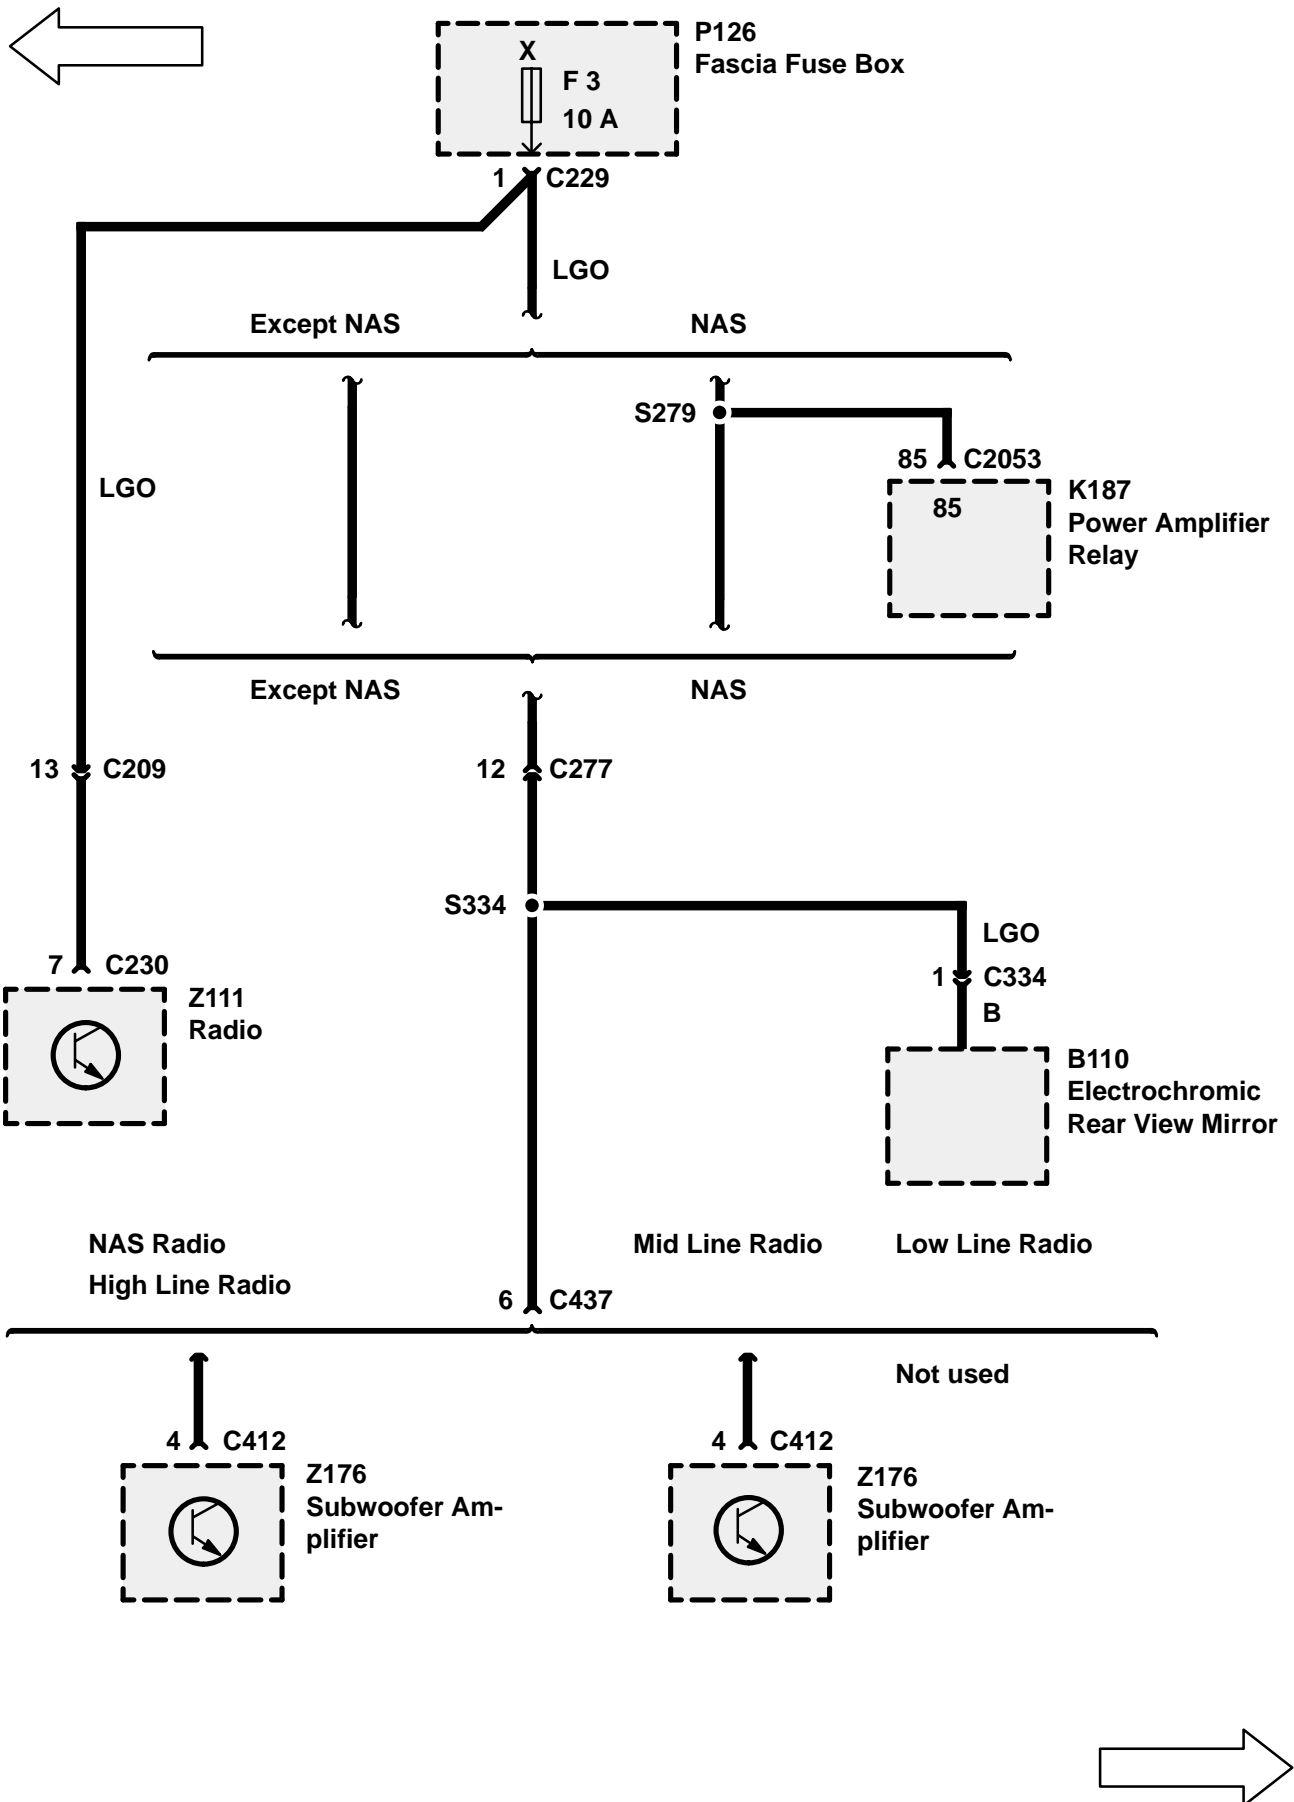 P126
Fascia Fuse Box
X
F 3
10 A
1 C229
LGO
Except NAS NAS
S279
85 C2053
LGO
85
K187
Power Amplifier
Relay
Except NAS NAS
13 C209
12 C277
S334
LGO
7 C230
1 C334
Z111
Radio
B
B110
Electrochromic
Rear View Mirror
NAS Radio Mid Line Radio Low Line Radio
High Line Radio
6 C437
Not used
4 C412
4 C412
Z176
Subwoofer Am-
plifier
Z176
Subwoofer Am-
plifier